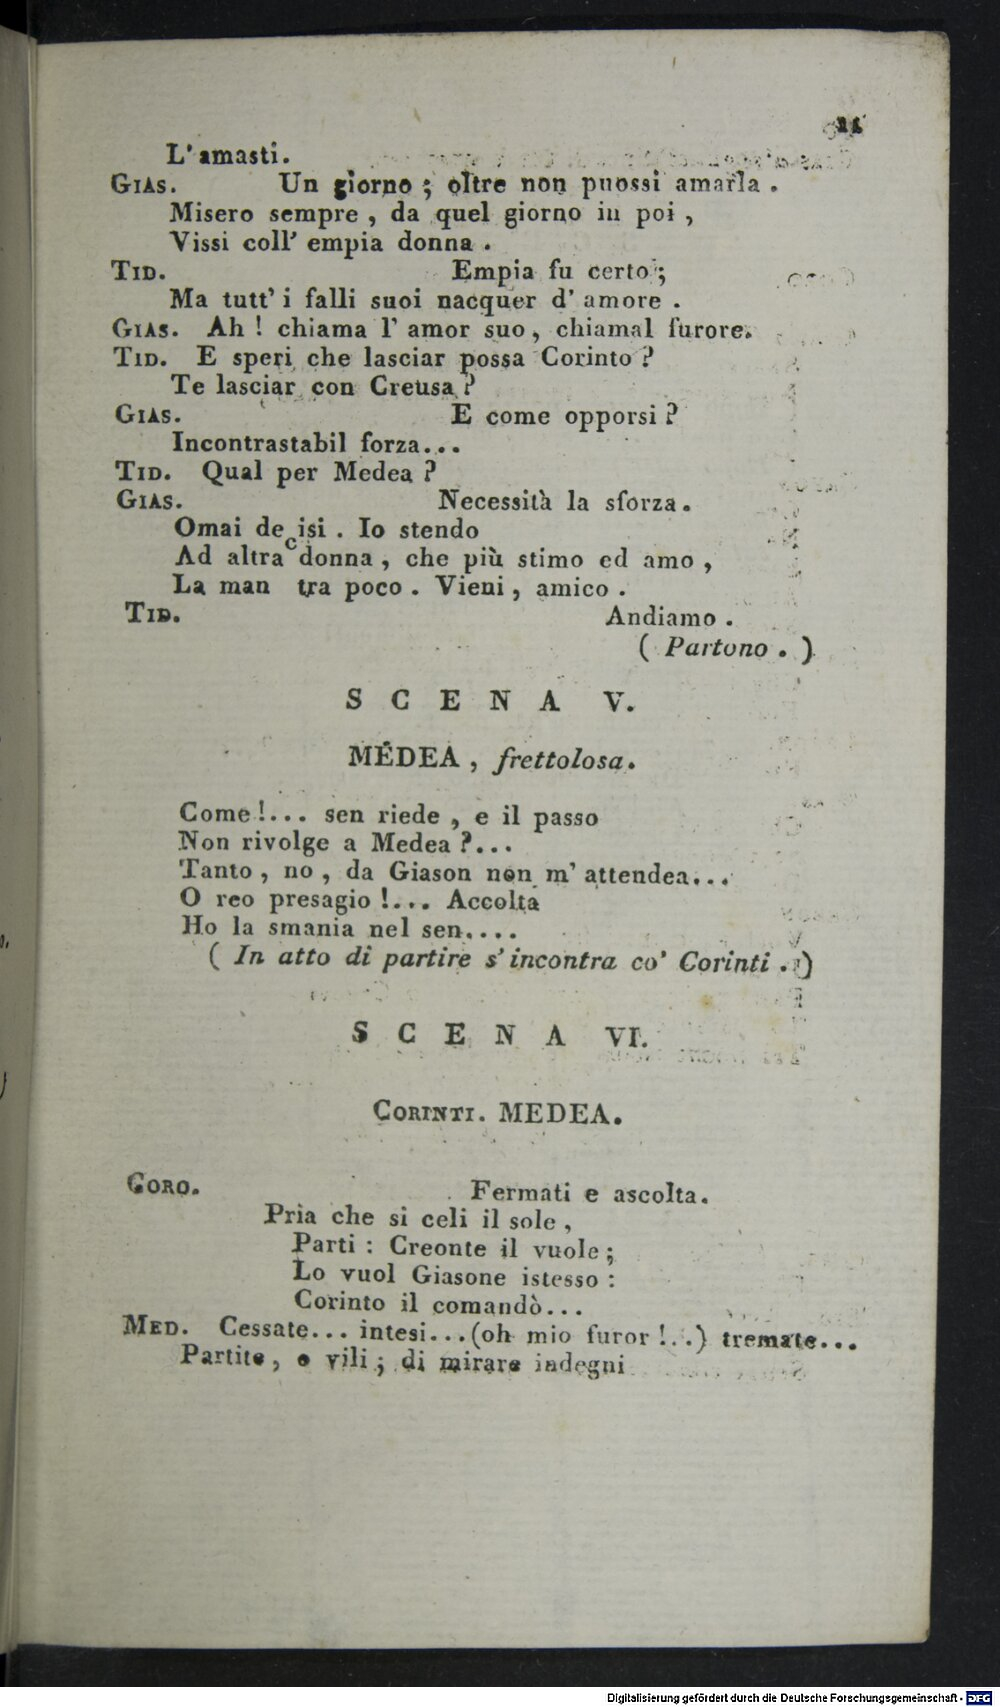 11
L' amasti.
GIAS. Un giorno ; oltre non puossi amarla .
Misero sempre , da quel giorno in poi ,
Vissi coll' empia donna .
TID. Empia fu certo ;
Ma tutt' i falli suoi nacquer d' amore .
GIAS. Ah ! chiama l' amor suo , chiamal furore.
TID. E speri che lasciar possa Corinto ?
Te lasciar con Creusa ?
GIAS. E come opporsi ?
Incontrastabil forza...
TID. Qual per Medea ?
GIAS. Necessità la sforza .
Omai decisi . Io stendo
Ad altra donna , che più stimo ed amo ,
La man tra poco . Vieni , amico .
TID. Andiamo .
( Partono . )
SCENA V.
MÉDEA , frettolosa.
Come !... sen riede , e il passo
Non rivolge a Medea ?...
Tanto , no , da Giason non m' attendea...
O reo presagio !... Accolta
Ho la smania nel sen....
( In atto di partire s' incontra co' Corinti . )
SCENA VI.
CORINTI. MEDEA.
CORO. Fermati e ascolta.
Pria che si celi il sole ,
Parti : Creonte il vuole ;
Lo vuol Giasone istesso :
Corinto il comandò...
MED. Cessate... intesi...(oh mio furor !...) tremate...
Partite , o vili ; di mirare indegni
Digitalisierung gefördert durch die Deutsche Forschungsgemeinschaft - DFG